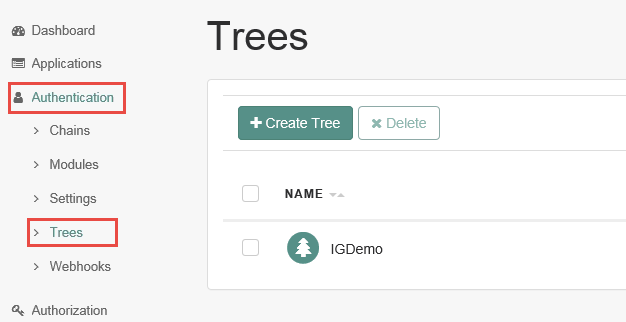 Dashboard
Applications
Authentication
Chains
Modules
Settings
Trees
Webhooks
Authorization
Trees
Create Tree
Delete
NAME
IGDemo